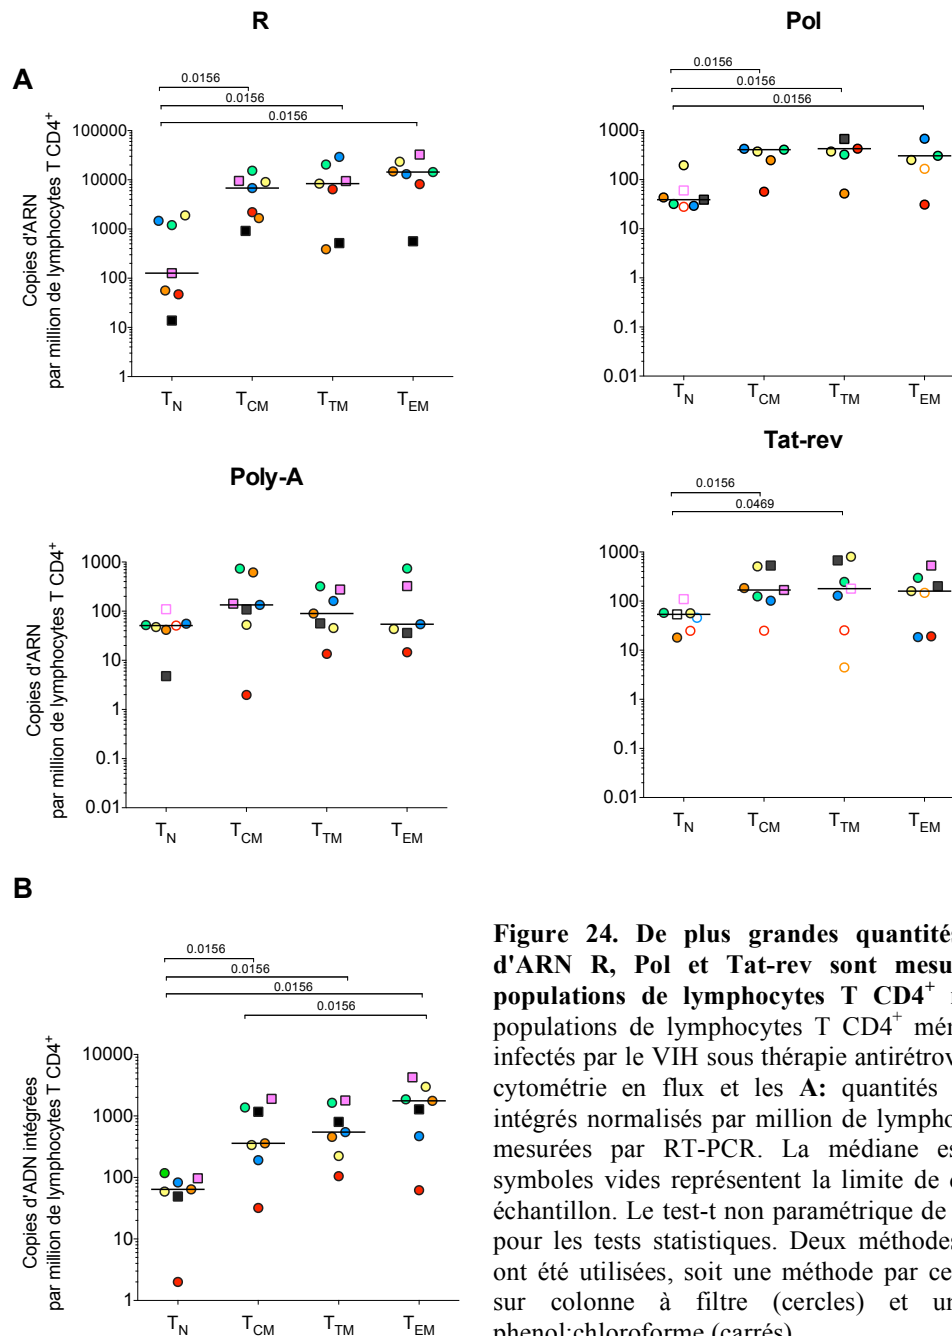 R
Pol
A
0.0156
0.0156
0.0156
0.0156
0.0156
0.0156
Copies d'ARN
par million de lymphocytes T CD4+
100000
10000
1000
100
10
1
TN
TCM
TTM
TEM
1000
100
10
1
0.1
0.01
TN
TCM
TTM
TEM
Poly-A
Tat-rev
0.0156
0.0469
Copies d'ARN
par million de lymphocytes T CD4+
1000
100
10
1
0.1
0.01
TN
TCM
TTM
TEM
1000
100
10
1
0.1
0.01
TN
TCM
TTM
TEM
B
0.0156
0.0156
0.0156
0.0156
Copies d'ADN intégrées
par million de lymphocytes T CD4+
10000
1000
100
10
1
TN
TCM
TTM
TEM
Figure 24. De plus grandes quantités
d'ARN R, Pol et Tat-rev sont
populations de lymphocytes T CD4+
populations de lymphocytes T CD4+
infectés par le VIH sous thérapie
cytométrie en flux et les A: quantités
intégrés normalisés par million de
mesurées par RT-PCR. La médiane
symboles vides représentent la limite de
échantillon. Le test-t non paramétrique de
pour les tests statistiques. Deux méthodes
ont été utilisées, soit une méthode par
sur colonne à filtre (cercles) et
phenol:chloroforme (carrés)